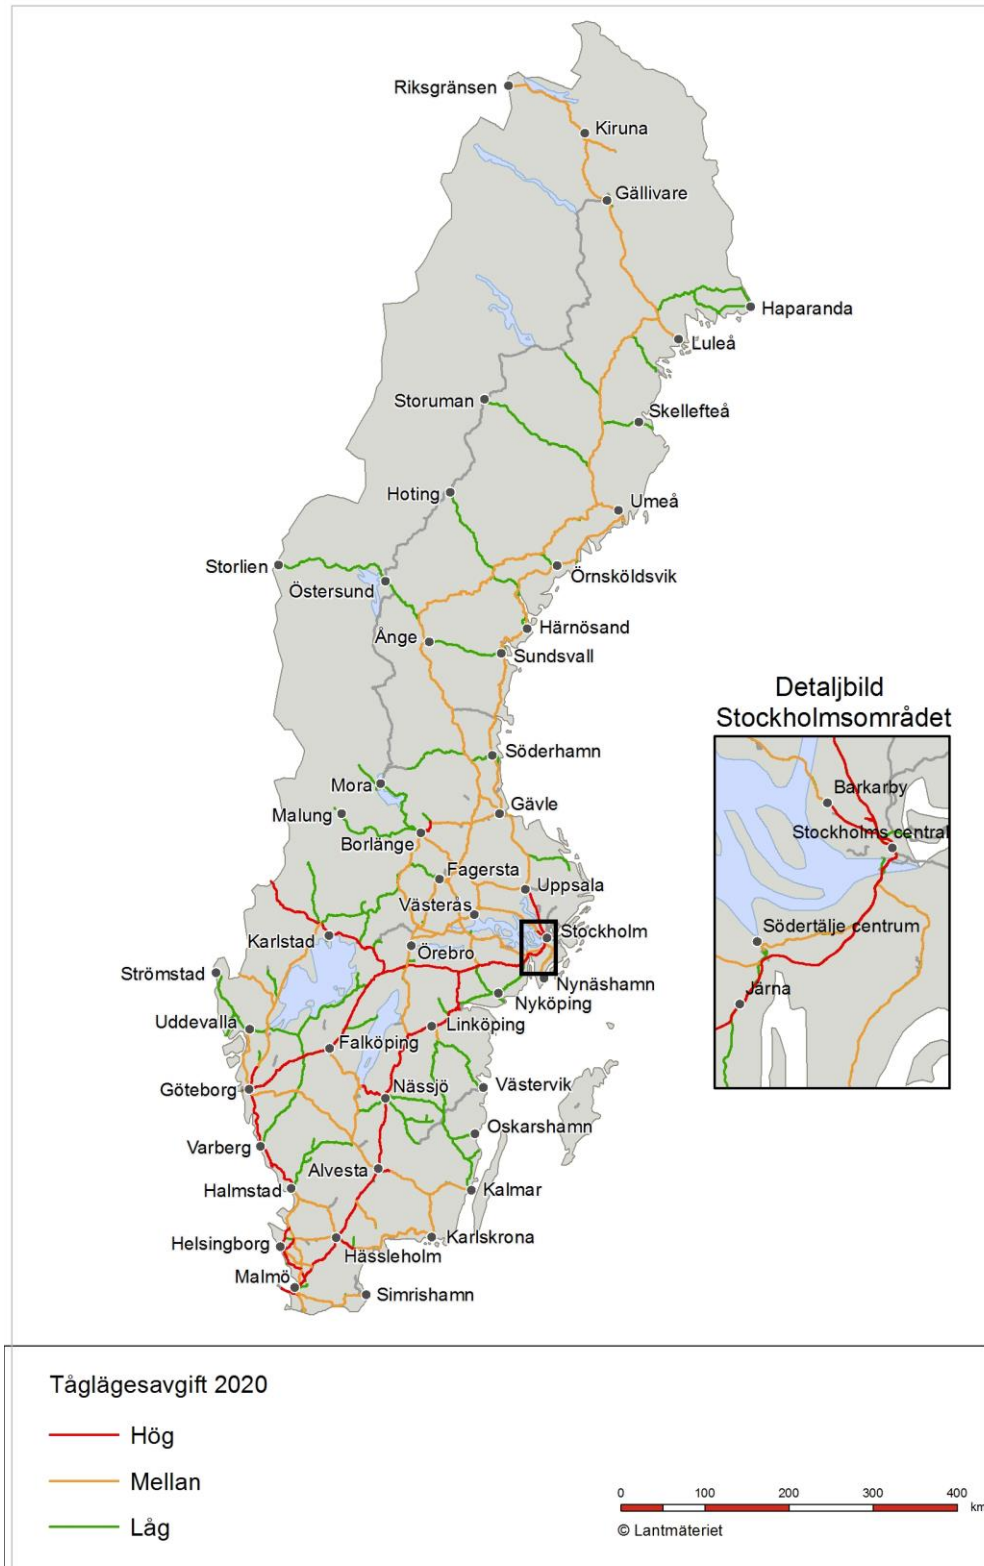 Riksgränsen
Kiruna
Gällivare
Haparanda
Luleå
Storuman
Skellefteå
Hoting
Umeå
Storlien
Örnsköldsvik
Östersund
Ånge
Härnösand
Sundsvall
Detaljbild
Stockholmsområdet
Söderhamn
Mora
Barkarby
Malung
Gävle
Borlänge
Stockholms central
Fagersta
Uppsala
Västerås
Karlstad
Stockholm
Södertälje centrum
Örebro
Strömstad
Nynäshamn
Järna
Nyköping
Uddevalla
Linköping
Falköping
Göteborg
Nässjö
Västervik
Oskarshamn
Varberg
Alvesta
Halmstad
Kalmar
Karlskrona
Helsingborg
Hässleholm
Malmö
Simrishamn
Tåglägesavgift 2020
Hög
Mellan
Låg
0 100 200 300 400
km
© Lantmäteriet